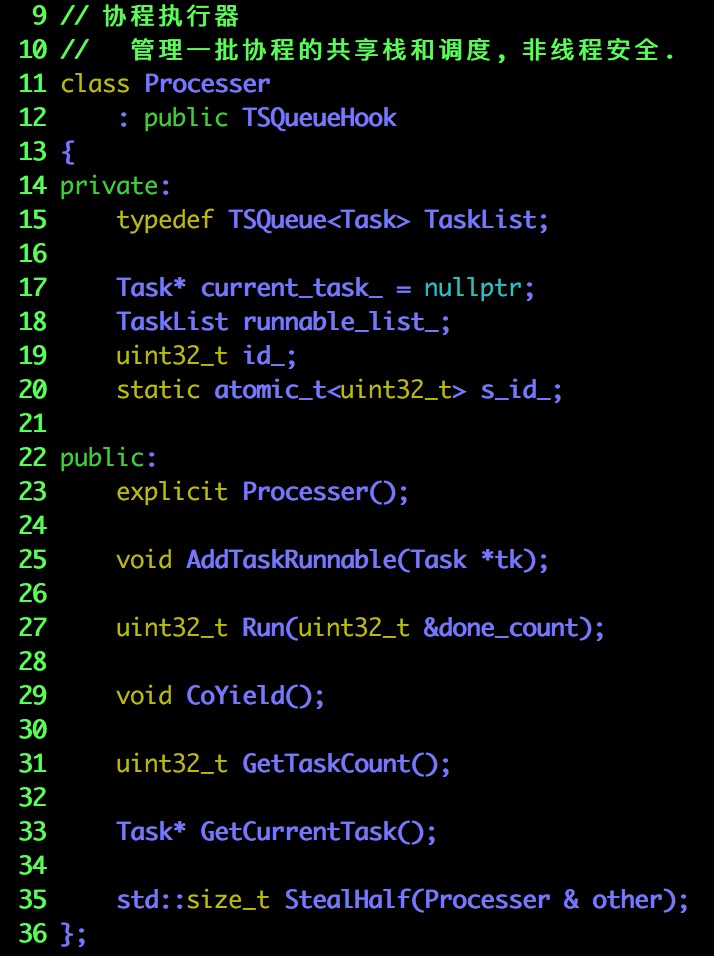 9 // 协程执行器
10 //   管理一批协程的共享栈和调度, 非线程安全.
11 class Processer
12     : public TSQueueHook
13 {
14 private:
15     typedef TSQueue<Task> TaskList;
16
17     Task* current_task_ = nullptr;
18     TaskList runnable_list_;
19     uint32_t id_;
20     static atomic_t<uint32_t> s_id_;
21
22 public:
23     explicit Processer();
24
25     void AddTaskRunnable(Task *tk);
26
27     uint32_t Run(uint32_t &done_count);
28
29     void CoYield();
30
31     uint32_t GetTaskCount();
32
33     Task* GetCurrentTask();
34
35     std::size_t StealHalf(Processer & other);
36 };